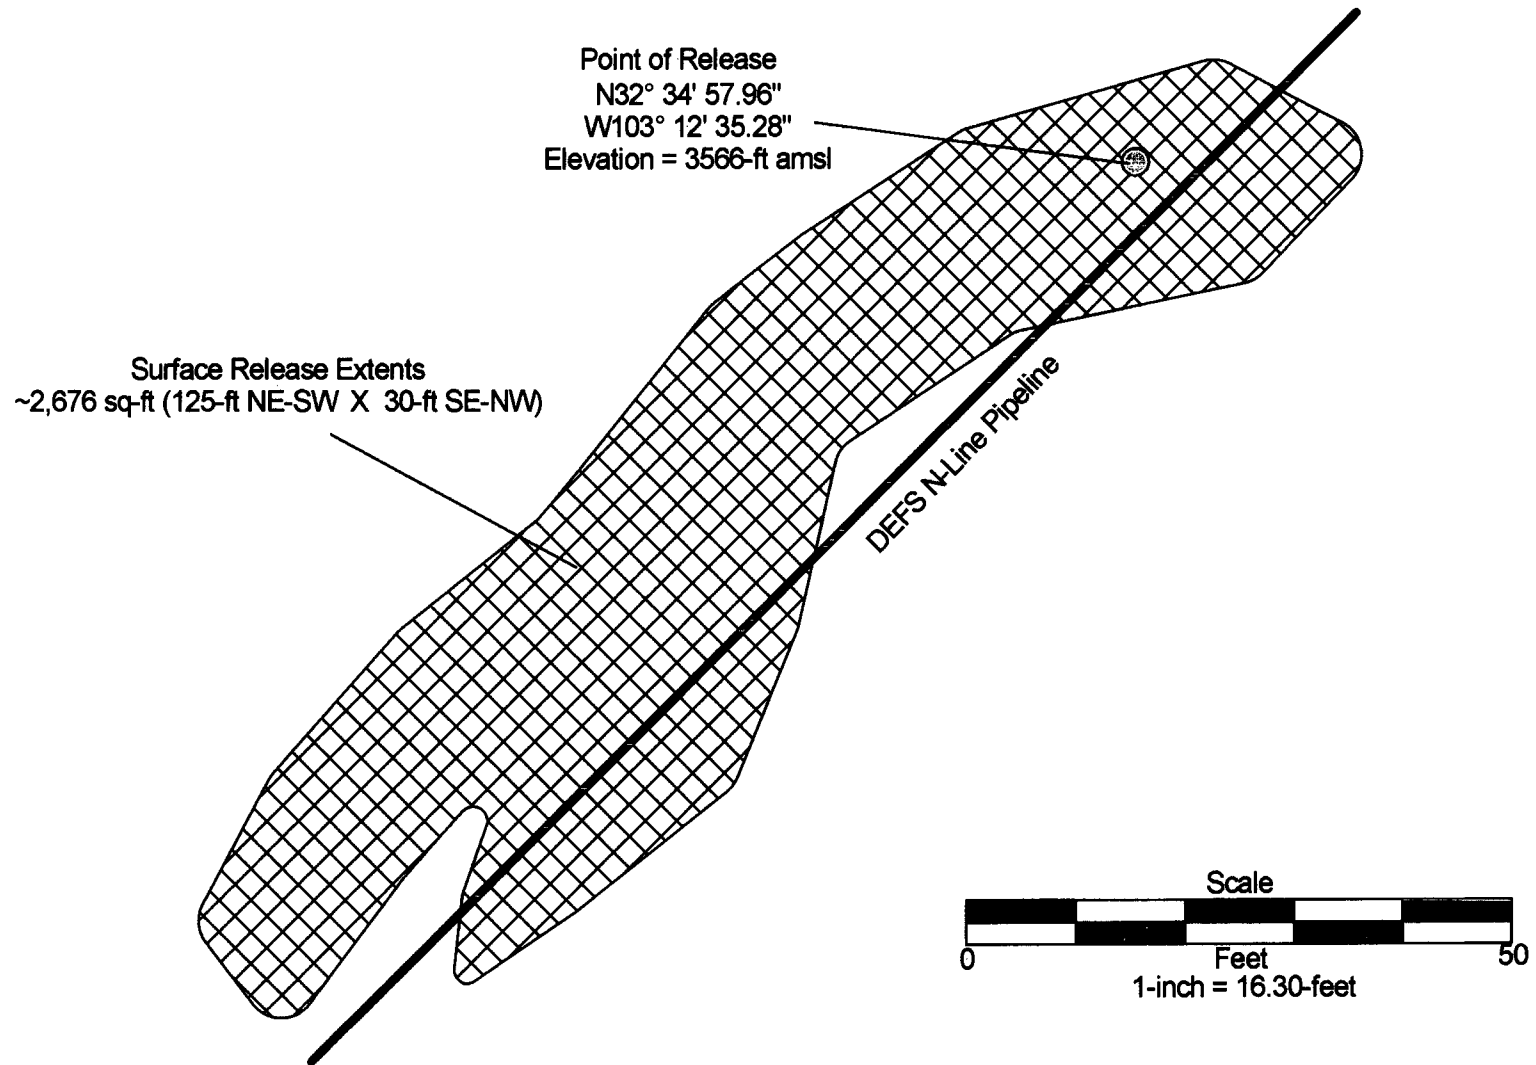 Point of Release
N32° 34' 57.96"
W103° 12' 35.28"
Elevation = 3566-ft amsl
Surface Release Extents
~2,676 sq-ft (125-ft NE-SW X 30-ft SE-NW)
DEFS N-Line Pipeline
Scale
0 Feet 50
1-inch = 16.30-feet